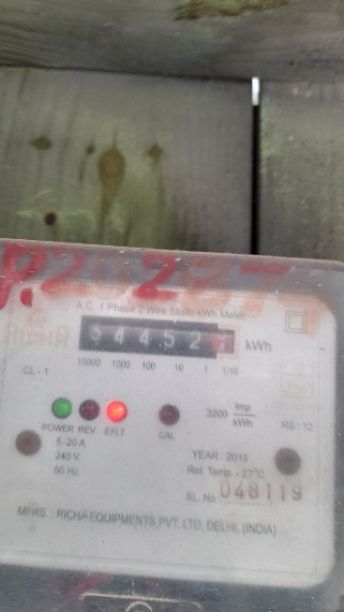 A.C. 1 Phase 2 Wire Static kWh Meter
5 4 4 5 2 kWh
10000 1000 100 10 1 1/10
CL - 1
3200 Imp/kWh RS: 12
POWER REV. EFLT CAL
5-20 A
240 V.
50 Hz
YEAR : 2015
Ref. Temp. - 27°C
SL. No. 048119
MFRS. : RICHA EQUIPMENTS PVT. LTD. DELHI, (INDIA)